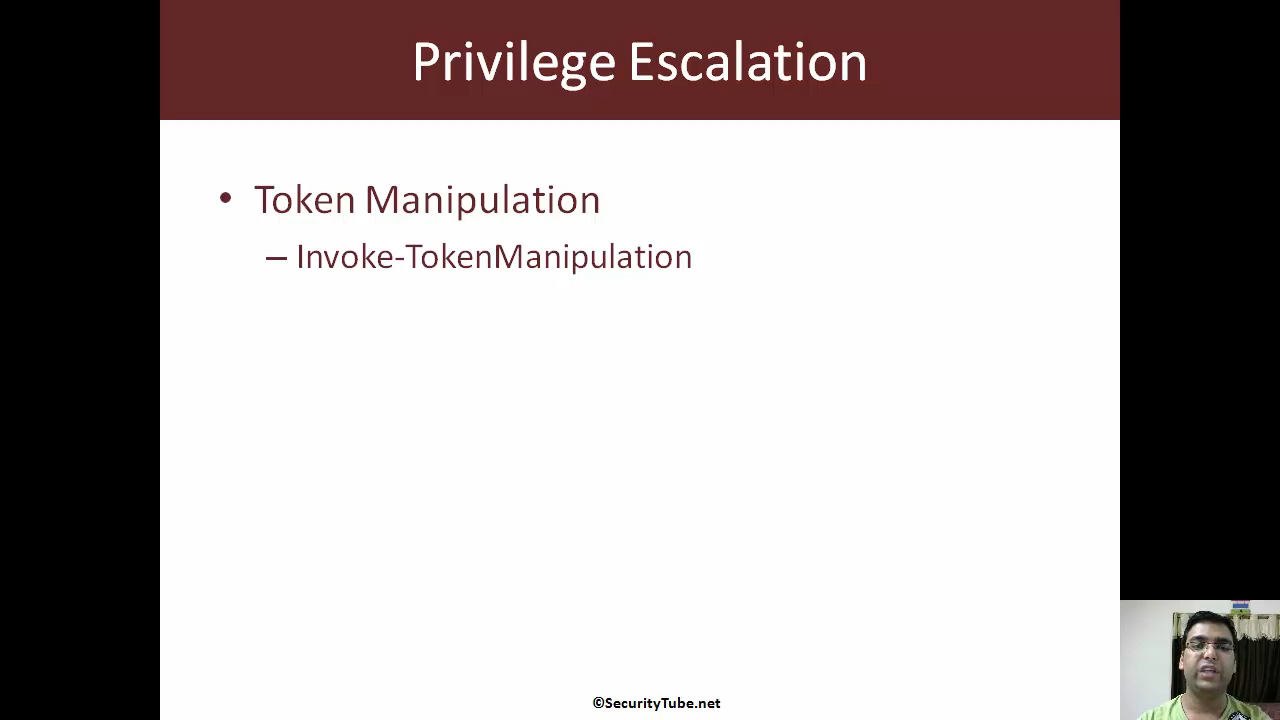 Privilege Escalation
• Token Manipulation
– Invoke-TokenManipulation
©SecurityTube.net